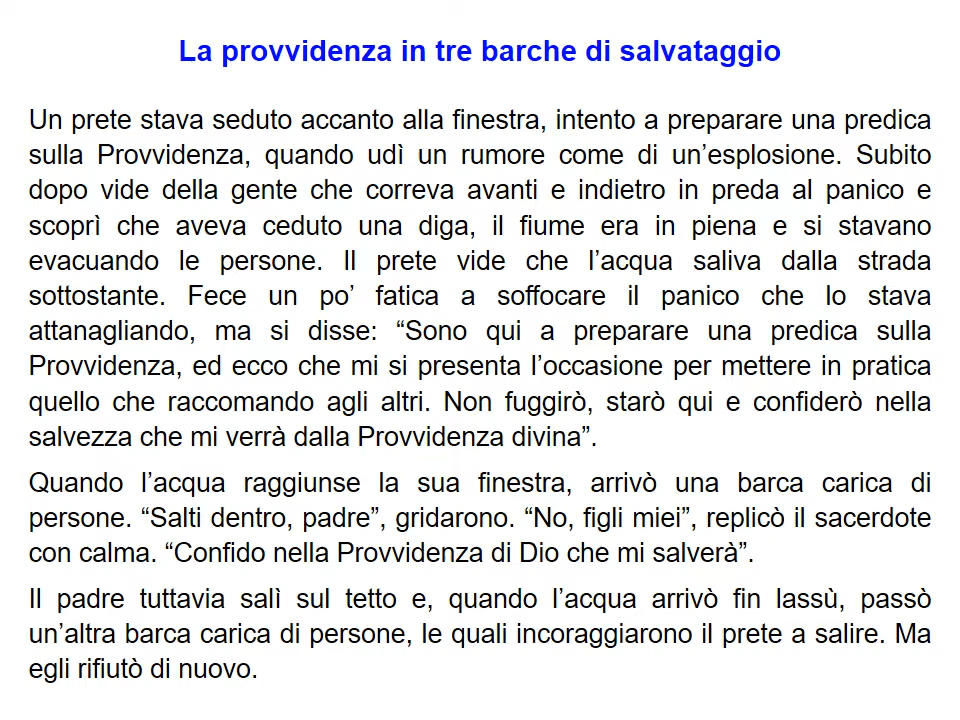 La provvidenza in tre barche di salvataggio
Un prete stava seduto accanto alla finestra, intento a preparare una predica
sulla Provvidenza, quando udì un rumore come di un’esplosione. Subito
dopo vide della gente che correva avanti e indietro in preda al panico e
scoprì che aveva ceduto una diga, il fiume era in piena e si stavano
evacuando le persone. Il prete vide che l’acqua saliva dalla strada
sottostante. Fece un po’ fatica a soffocare il panico che lo stava
attanagliando, ma si disse: “Sono qui a preparare una predica sulla
Provvidenza, ed ecco che mi si presenta l’occasione per mettere in pratica
quello che raccomando agli altri. Non fuggirò, starò qui e confiderò nella
salvezza che mi verrà dalla Provvidenza divina”.
Quando l’acqua raggiunse la sua finestra, arrivò una barca carica di
persone. “Salti dentro, padre”, gridarono. “No, figli miei”, replicò il sacerdote
con calma. “Confido nella Provvidenza di Dio che mi salverà”.
Il padre tuttavia salì sul tetto e, quando l’acqua arrivò fin lassù, passò
un’altra barca carica di persone, le quali incoraggiarono il prete a salire. Ma
egli rifiutò di nuovo.